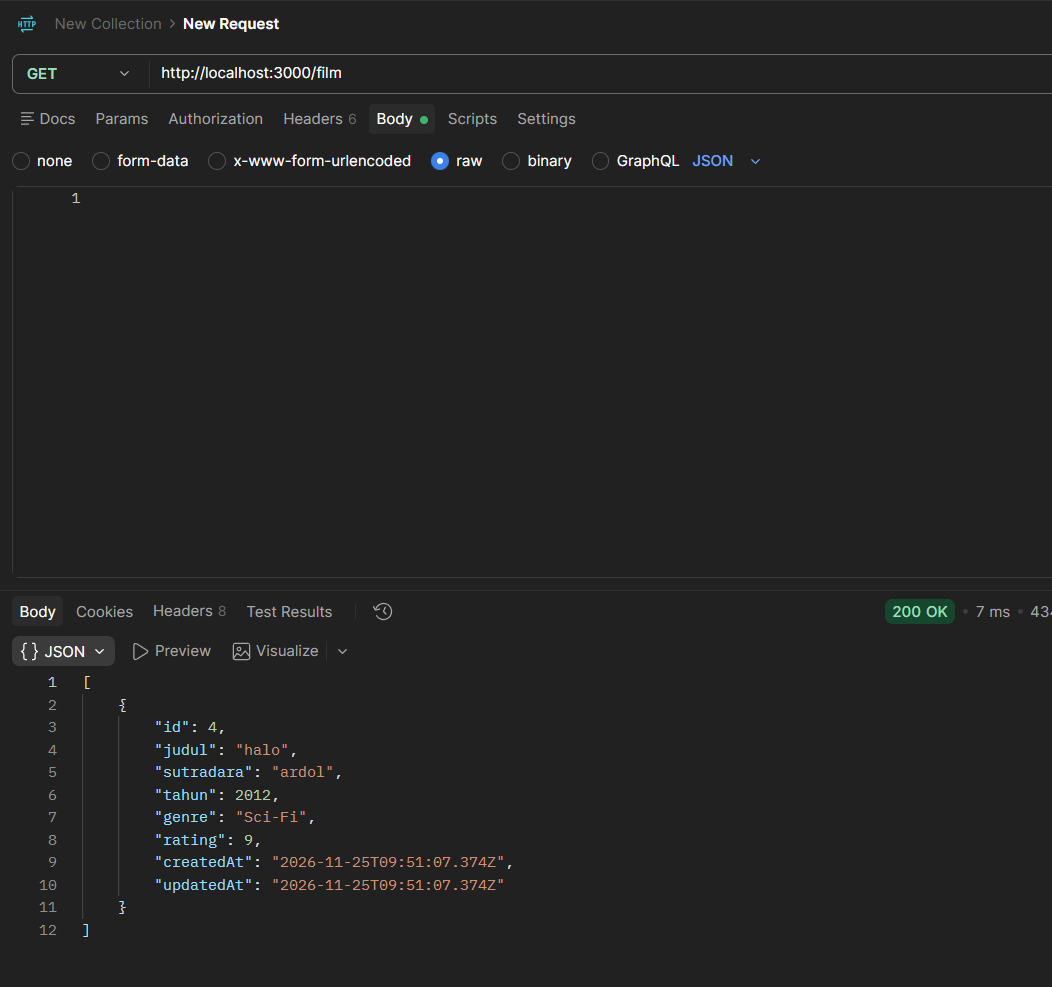 HTTP New Collection > New Request
GET http://localhost:3000/film
Docs Params Authorization Headers 6 Body Scripts Settings
none form-data x-www-form-urlencoded raw binary GraphQL JSON
1
Body Cookies Headers 8 Test Results 200 OK • 7 ms • 434
{} JSON Preview Visualize
1 [
2 {
3 "id": 4,
4 "judul": "halo",
5 "sutradara": "ardol",
6 "tahun": 2012,
7 "genre": "Sci-Fi",
8 "rating": 9,
9 "createdAt": "2026-11-25T09:51:07.374Z",
10 "updatedAt": "2026-11-25T09:51:07.374Z"
11 }
12 ]